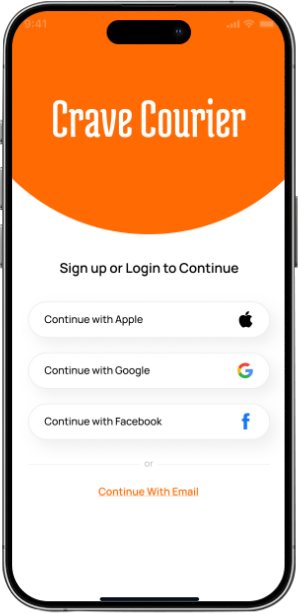 9:41
Crave Courier
Sign up or Login to Continue
Continue with Apple
Continue with Google
Continue with Facebook
or
Continue With Email